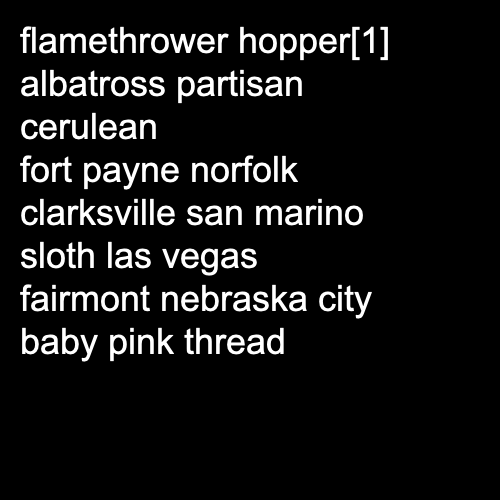 flamethrower hopper[1]
albatross partisan
cerulean
fort payne norfolk
clarksville san marino
sloth las vegas
fairmont nebraska city
baby pink thread